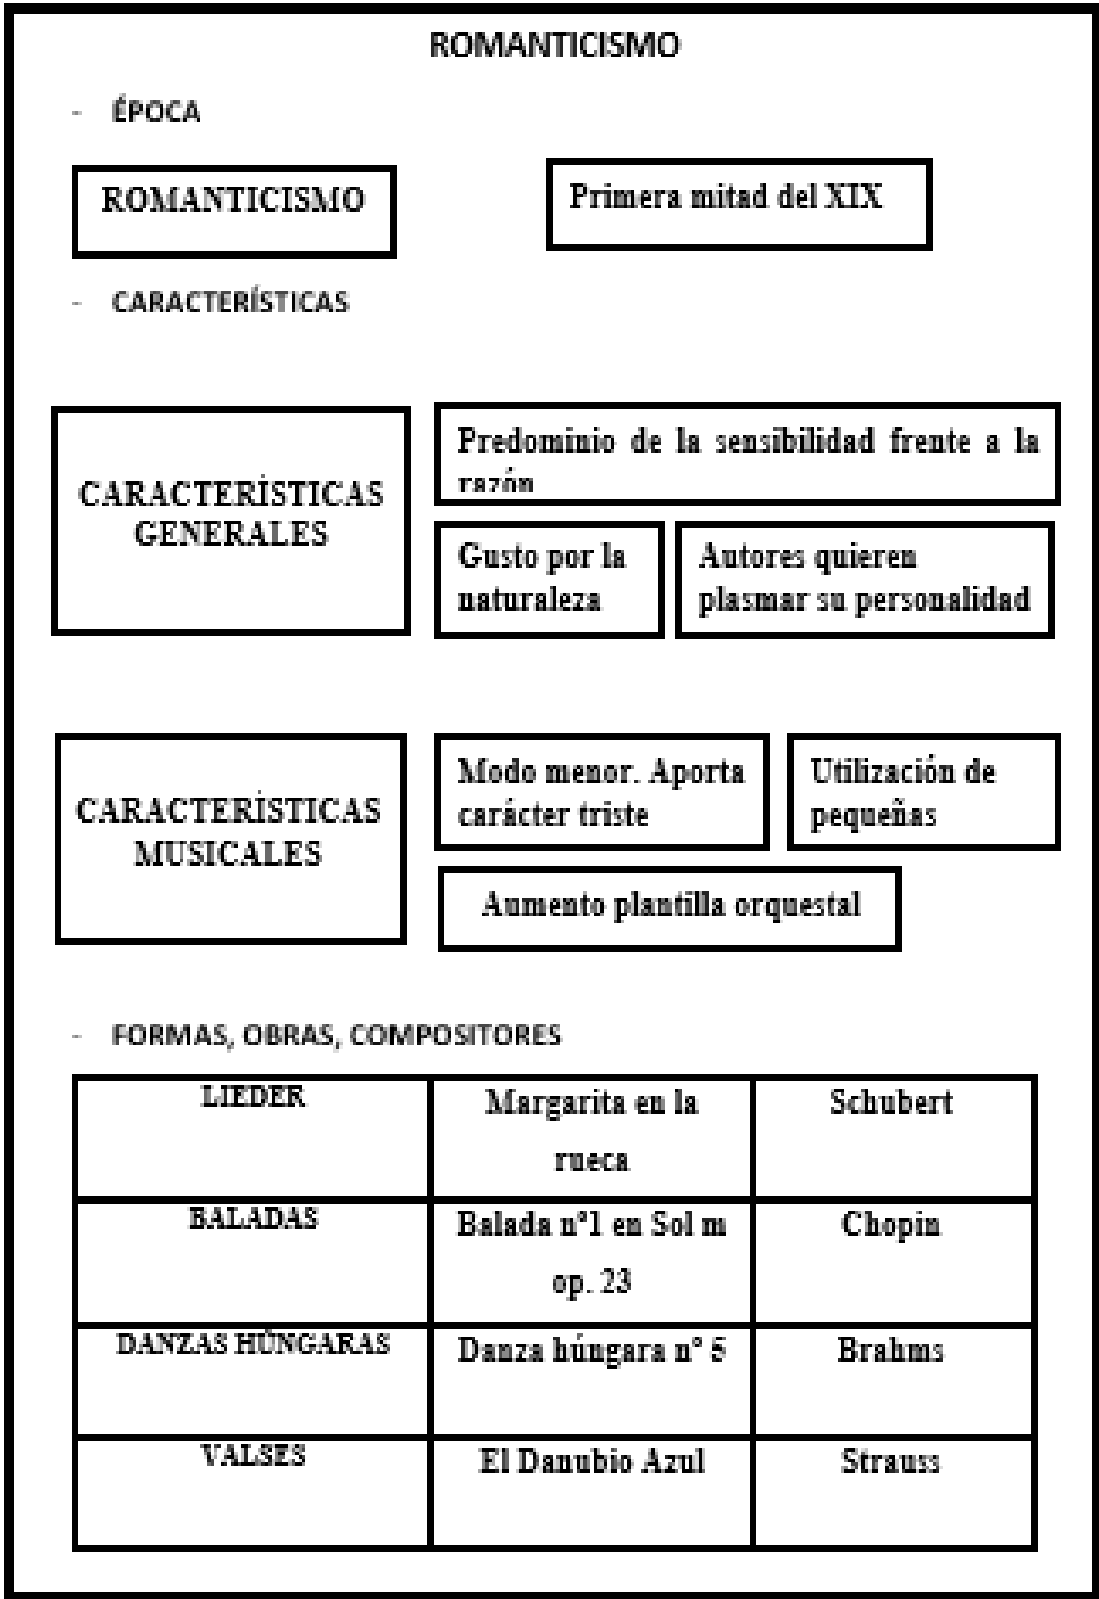 ROMANTICISMO
- ÉPOCA
ROMANTICISMO
Primera mitad del XIX
- CARACTERÍSTICAS
CARACTERÍSTICAS
GENERALES
Predominio de la sensibilidad frente a la
razón
Gusto por la
naturaleza
Autores quieren
plasmar su personalidad
CARACTERÍSTICAS
MUSICALES
Modo menor. Aporta
carácter triste
Utilización de
pequeñas
Aumento plantilla orquestal
- FORMAS, OBRAS, COMPOSITORES
LIEDER
Margarita en la
rueca
Schubert
BALADAS
Balada nº1 en Sol m
op. 23
Chopin
DANZAS HÚNGARAS
Danza húngara nº 5
Brahms
VALSES
El Danubio Azul
Strauss